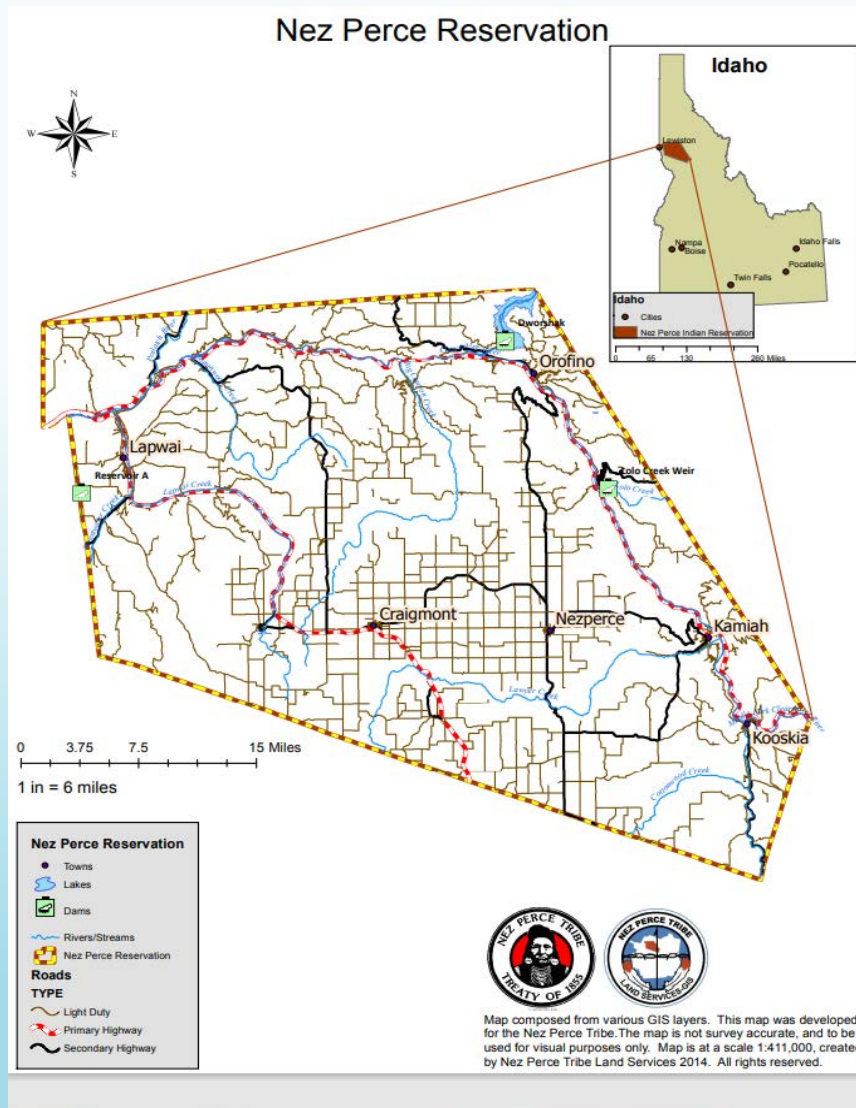 Nez Perce Reservation
Idaho
N
W
E
S
Lewiston
Nampa
Boise
Idaho Falls
Pocatello
Twin Falls
Idaho
Cities
Nez Perce Indian Reservation
0 65 130 260 Miles
Dworshak
Orofino
Lapwai
Reservoir A
Lapwai Creek
Lolo Creek Weir
Lolo Creek
Craigmont
Nezperce
Kamiah
Lawyer Creek
Kooskia
Cottonwood Creek
0 3.75 7.5 15 Miles
1 in = 6 miles
Nez Perce Reservation
Towns
Lakes
Dams
Rivers/Streams
Nez Perce Reservation
Roads
TYPE
Light Duty
Primary Highway
Secondary Highway
NEZ PERCE TRIBE
TREATY OF 1855
NEZ PERCE TRIBE
LAND SERVICES-GIS
Map composed from various GIS layers. This map was developed
for the Nez Perce Tribe.The map is not survey accurate, and to be
used for visual purposes only. Map is at a scale 1:411,000, create
by Nez Perce Tribe Land Services 2014. All rights reserved.